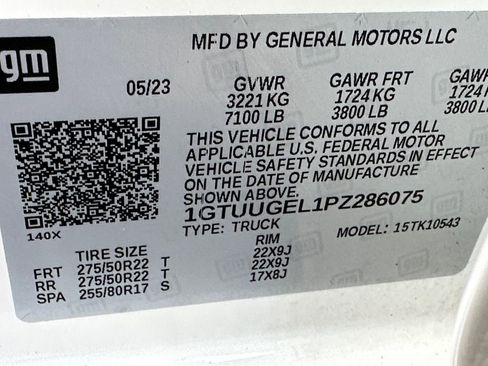 gm
MFD BY GENERAL MOTORS LLC
05/23 GVWR GAWR FRT GAWR
3221 KG 1724 KG 1724
7100 LB 3800 LB 3800
THIS VEHICLE CONFORMS TO ALL
APPLICABLE U.S. FEDERAL MOTOR
VEHICLE SAFETY STANDARDS IN EFFECT
ON THE DATE OF MANUFACTURE
SHOWN ABOVE.
1GTUUGEL1PZ286075
140X TYPE: TRUCK MODEL: 15TK10543
TIRE SIZE RIM
FRT 275/50R22 T 22X9J
RR 275/50R22 T 22X9J
SPA 255/80R17 S 17X8J